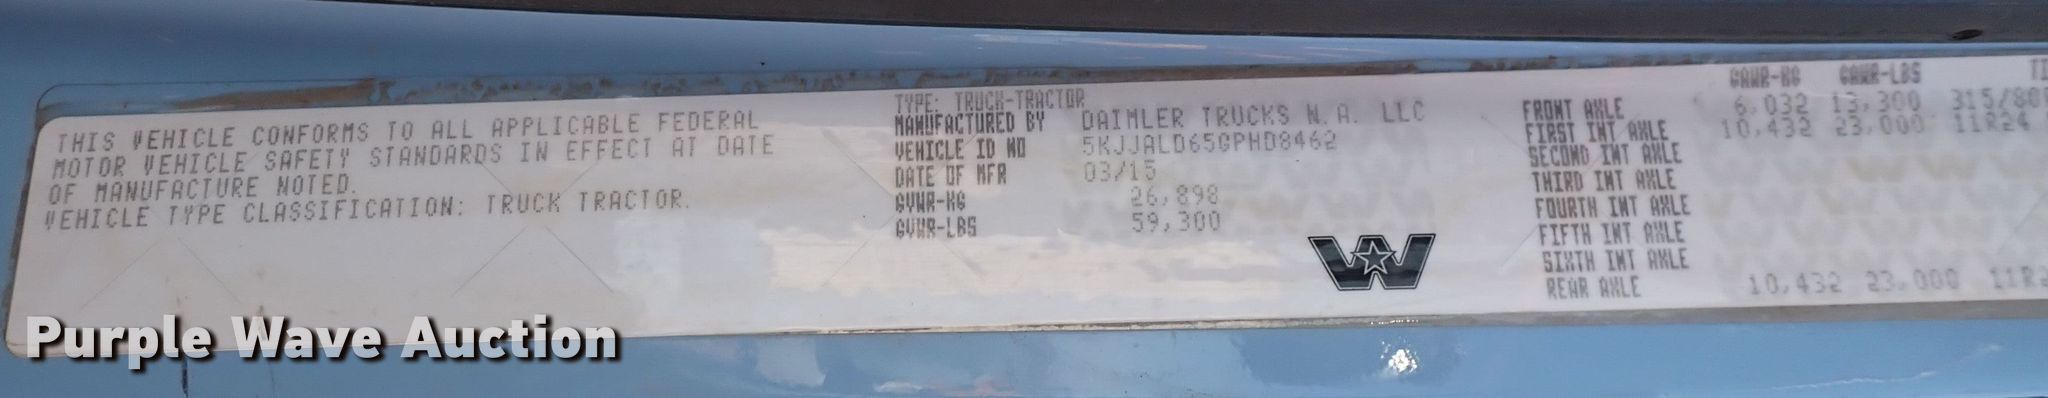 THIS VEHICLE CONFORMS TO ALL APPLICABLE FEDERAL
MOTOR VEHICLE SAFETY STANDARDS IN EFFECT AT DATE
OF MANUFACTURE NOTED.
VEHICLE TYPE CLASSIFICATION: TRUCK TRACTOR.
TYPE: TRUCK-TRACTOR
MANUFACTURED BY DAIMLER TRUCKS N.A. LLC
VEHICLE ID NO 5KJJALD65GPHD8462
DATE OF MFR 03/15
GVWR-KG 26,898
GVWR-LBS 59,300
W
GAWR-KG GAWR-LBS
FRONT AXLE 6,032 13,300 315/80
FIRST INT AXLE 10,432 23,000 11R24
SECOND INT AXLE
THIRD INT AXLE
FOURTH INT AXLE
FIFTH INT AXLE
SIXTH INT AXLE
REAR AXLE 10,432 23,000 11R2
Purple Wave Auction